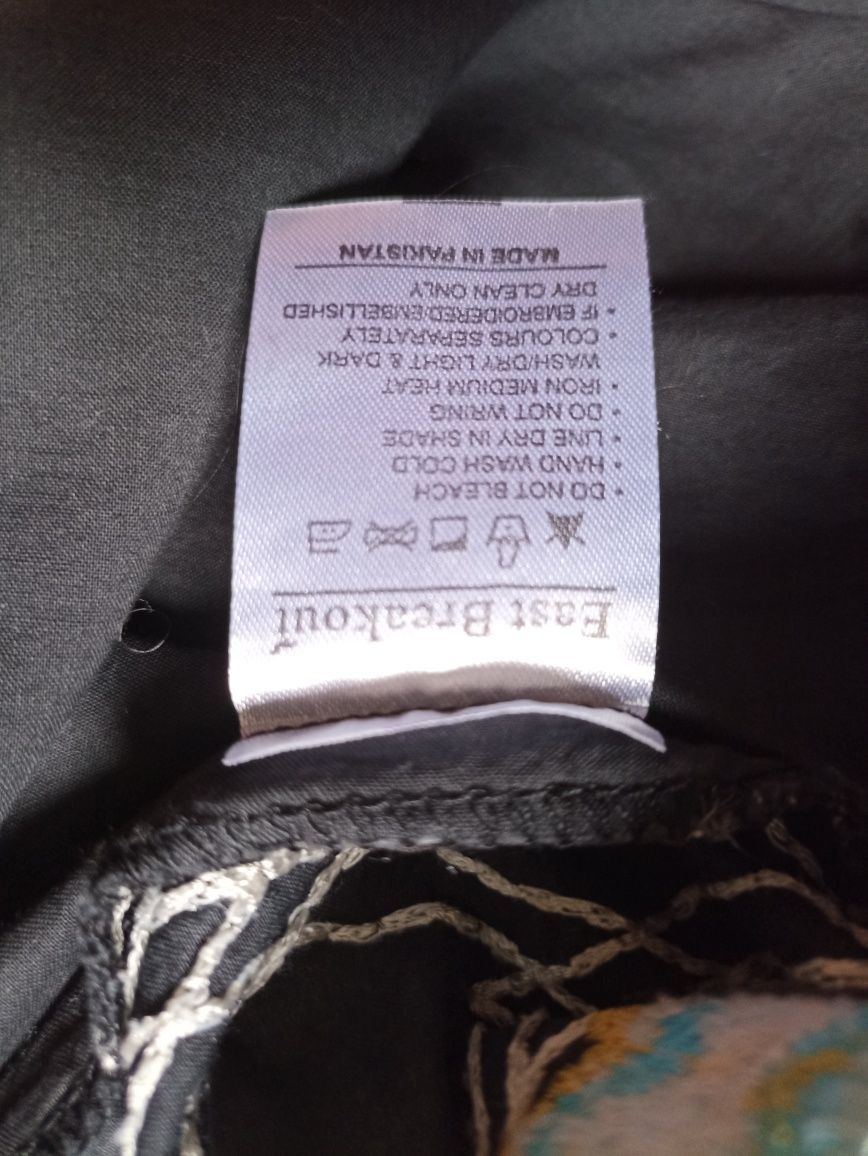 East Breakout
• DO NOT BLEACH
• HAND WASH COLD
• LINE DRY IN SHADE
• DO NOT WRING
• IRON MEDIUM HEAT
WASH/DRY LIGHT & DARK
• COLOURS SEPARATELY
• IF EMBROIDERED/EMBELLISHED
DRY CLEAN ONLY
MADE IN PAKISTAN